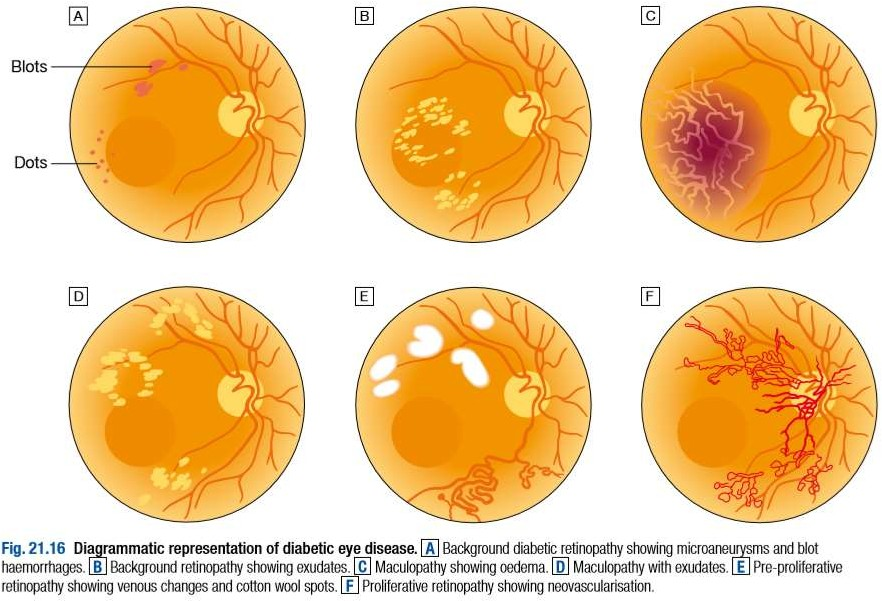 A
B
C
Blots
Dots
D
E
F
Fig. 21.16 Diagrammatic representation of diabetic eye disease. A Background diabetic retinopathy showing microaneurysms and blot
haemorrhages. B Background retinopathy showing exudates. C Maculopathy showing oedema. D Maculopathy with exudates. E Pre-proliferative
retinopathy showing venous changes and cotton wool spots. F Proliferative retinopathy showing neovascularisation.